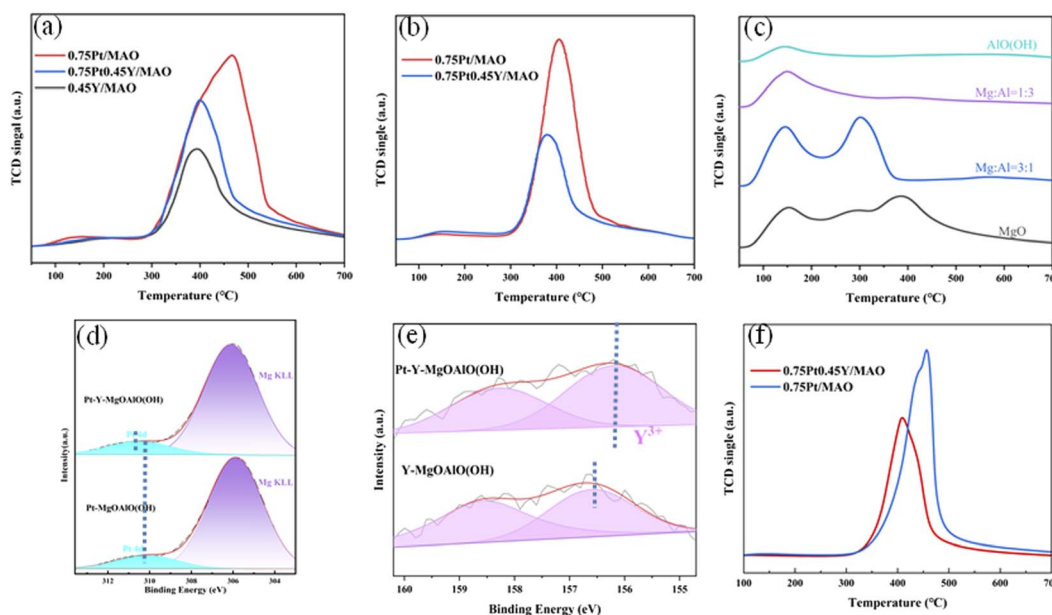 (a)
0.75Pt/MAO
0.75Pt0.45Y/MAO
0.45Y/MAO
TCD singal (a.u.)
100 200 300 400 500 600 700
Temperature (°C)
(b)
0.75Pt/MAO
0.75Pt0.45Y/MAO
TCD single (a.u.)
100 200 300 400 500 600 700
Temperature (°C)
(c)
AlO(OH)
Mg:Al=1:3
Mg:Al=3:1
MgO
TCD single (a.u.)
100 200 300 400 500 600 700
Temperature (°C)
(d)
Mg KLL
Pt-Y-MgOAlO(OH)
Mg KLL
Pt-MgOAlO(OH)
Intensity(a.u.)
312 310 308 306 304
Binding Energy (eV)
(e)
Pt-Y-MgOAlO(OH)
Y3+
Y-MgOAlO(OH)
Intensity (a.u.)
160 159 158 157 156 155
Binding Energy (eV)
(f)
0.75Pt0.45Y/MAO
0.75Pt/MAO
TCD single (a.u.)
100 200 300 400 500 600 700
Temperature (°C)